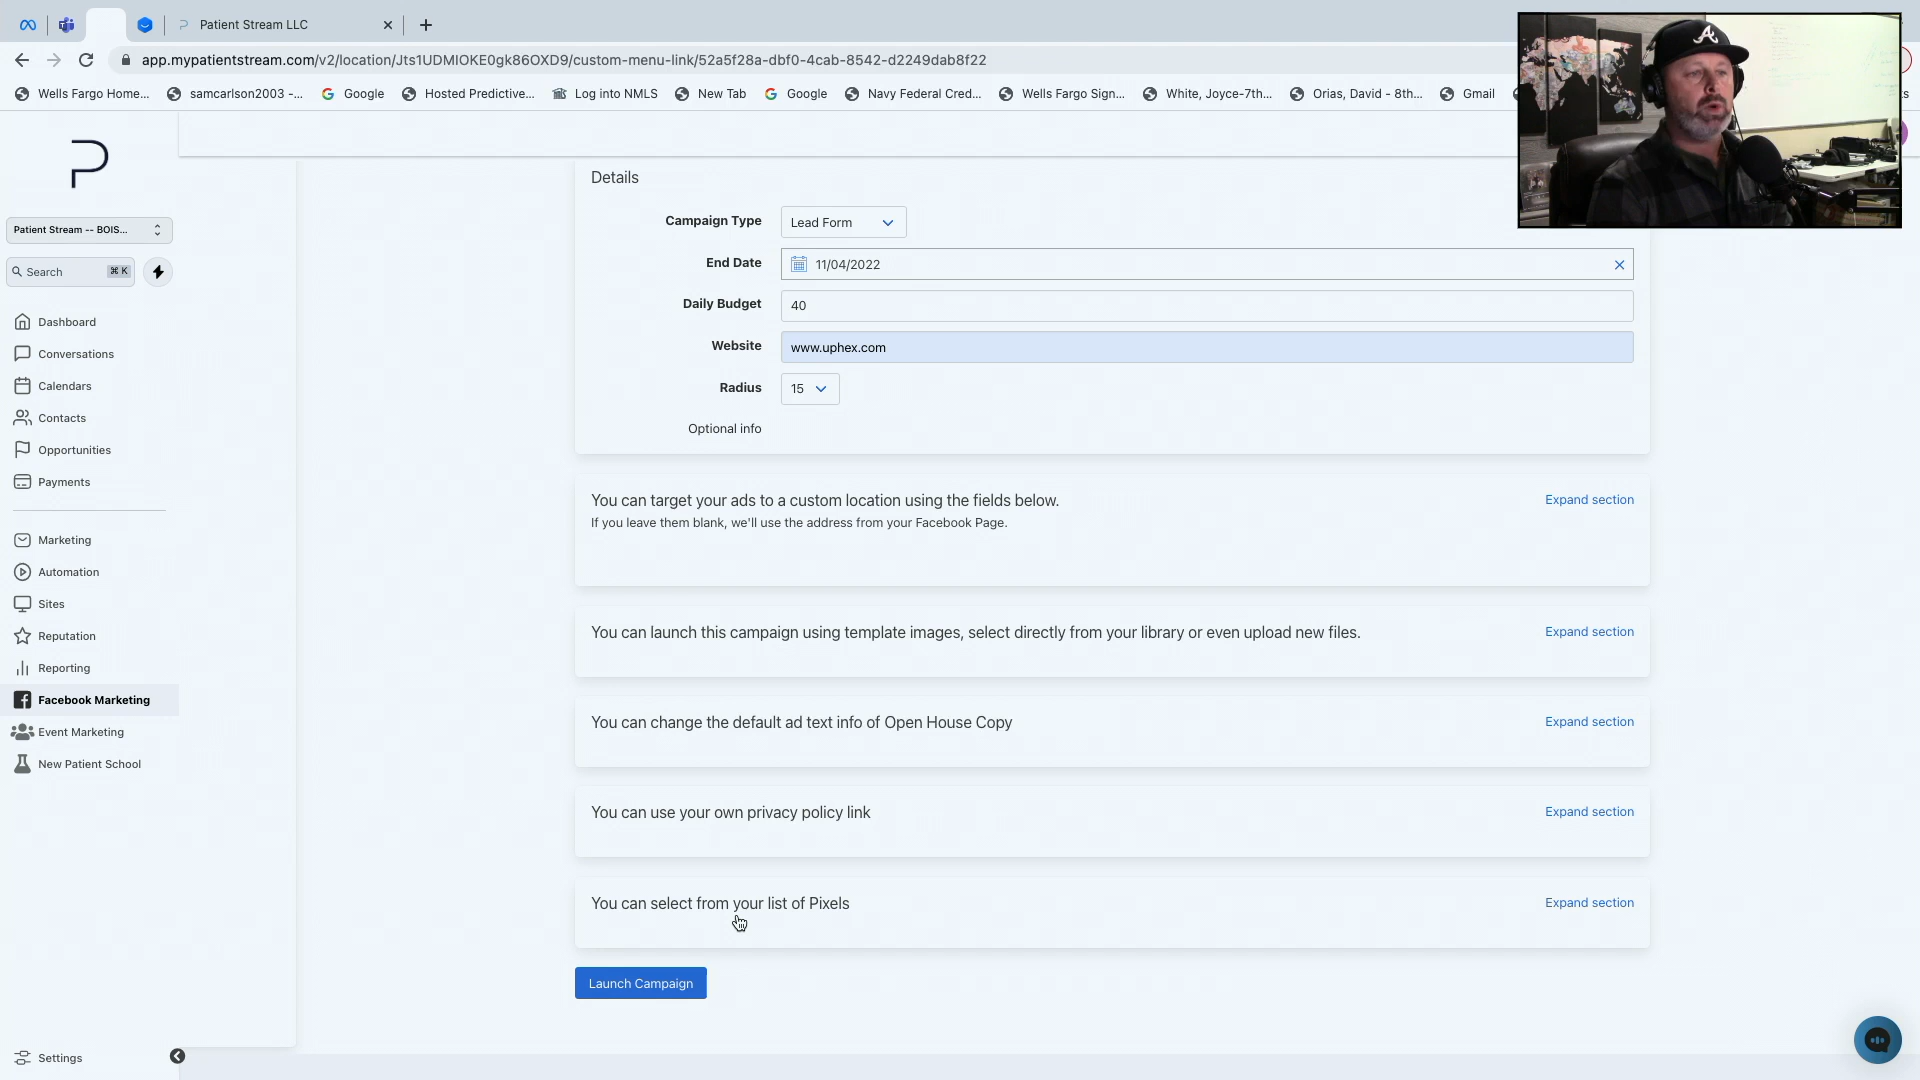 Patient Stream LLC
app.mypatientstream.com/v2/location/Jts1UDMIOKE0gk86OXD9/custom-menu-link/52a5f28a-dbf0-4cab-8542-d2249dab8f22
Wells Fargo Home...
samcarlson2003 -...
Google
Hosted Predictive...
Log into NMLS
New Tab
Google
Navy Federal Cred...
Wells Fargo Sign...
White, Joyce-7th...
Orias, David - 8th...
Gmail
Patient Stream -- BOIS...
Search
⌘ K
Dashboard
Conversations
Calendars
Contacts
Opportunities
Payments
Marketing
Automation
Sites
Reputation
Reporting
Facebook Marketing
Event Marketing
New Patient School
Settings
Details
Campaign Type
Lead Form
End Date
11/04/2022
Daily Budget
40
Website
www.uphex.com
Radius
15
Optional info
You can target your ads to a custom location using the fields below.
Expand section
If you leave them blank, we'll use the address from your Facebook Page.
You can launch this campaign using template images, select directly from your library or even upload new files.
Expand section
You can change the default ad text info of Open House Copy
Expand section
You can use your own privacy policy link
Expand section
You can select from your list of Pixels
Expand section
Launch Campaign